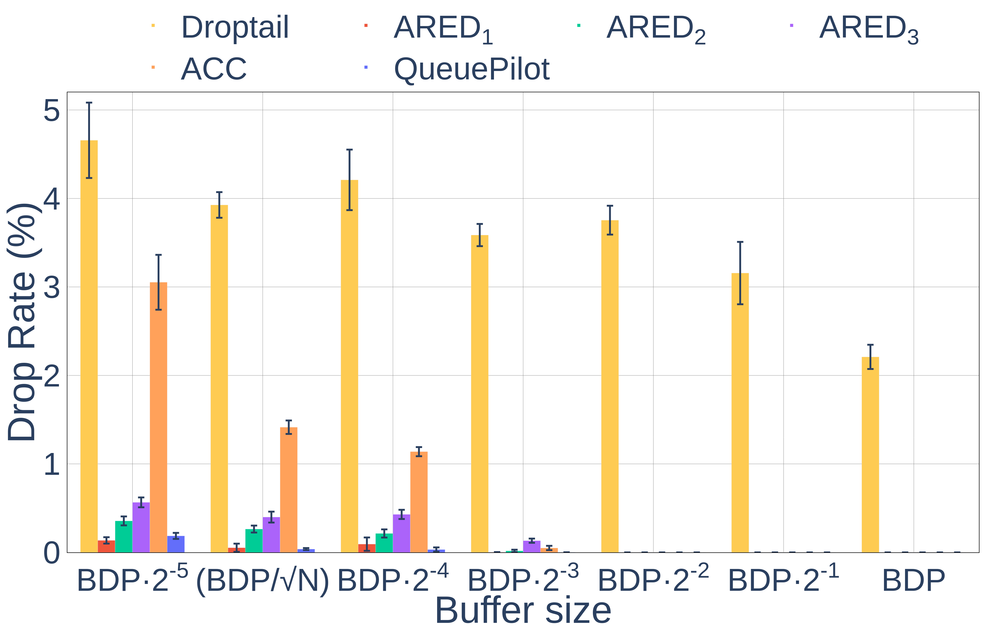 Droptail ARED₁ ARED₂ ARED₃
ACC QueuePilot
Drop Rate (%)
5
4
3
2
1
0
BDP·2⁻⁵ (BDP/√N) BDP·2⁻⁴ BDP·2⁻³ BDP·2⁻² BDP·2⁻¹ BDP
Buffer size